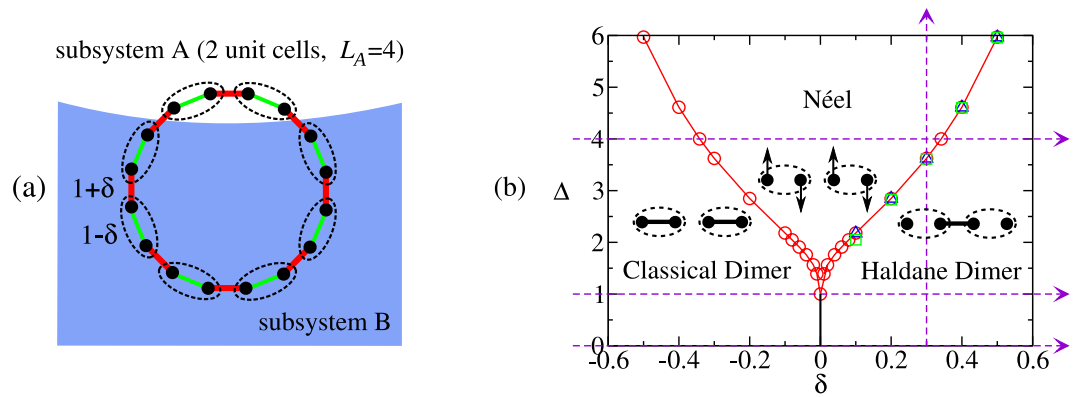 subsystem A (2 unit cells, L_A=4)
(a)
1+δ
1-δ
subsystem B
(b)
Δ
6
5
4
3
2
1
0
Néel
Classical Dimer
Haldane Dimer
-0.6 -0.4 -0.2 0 0.2 0.4 0.6
δ